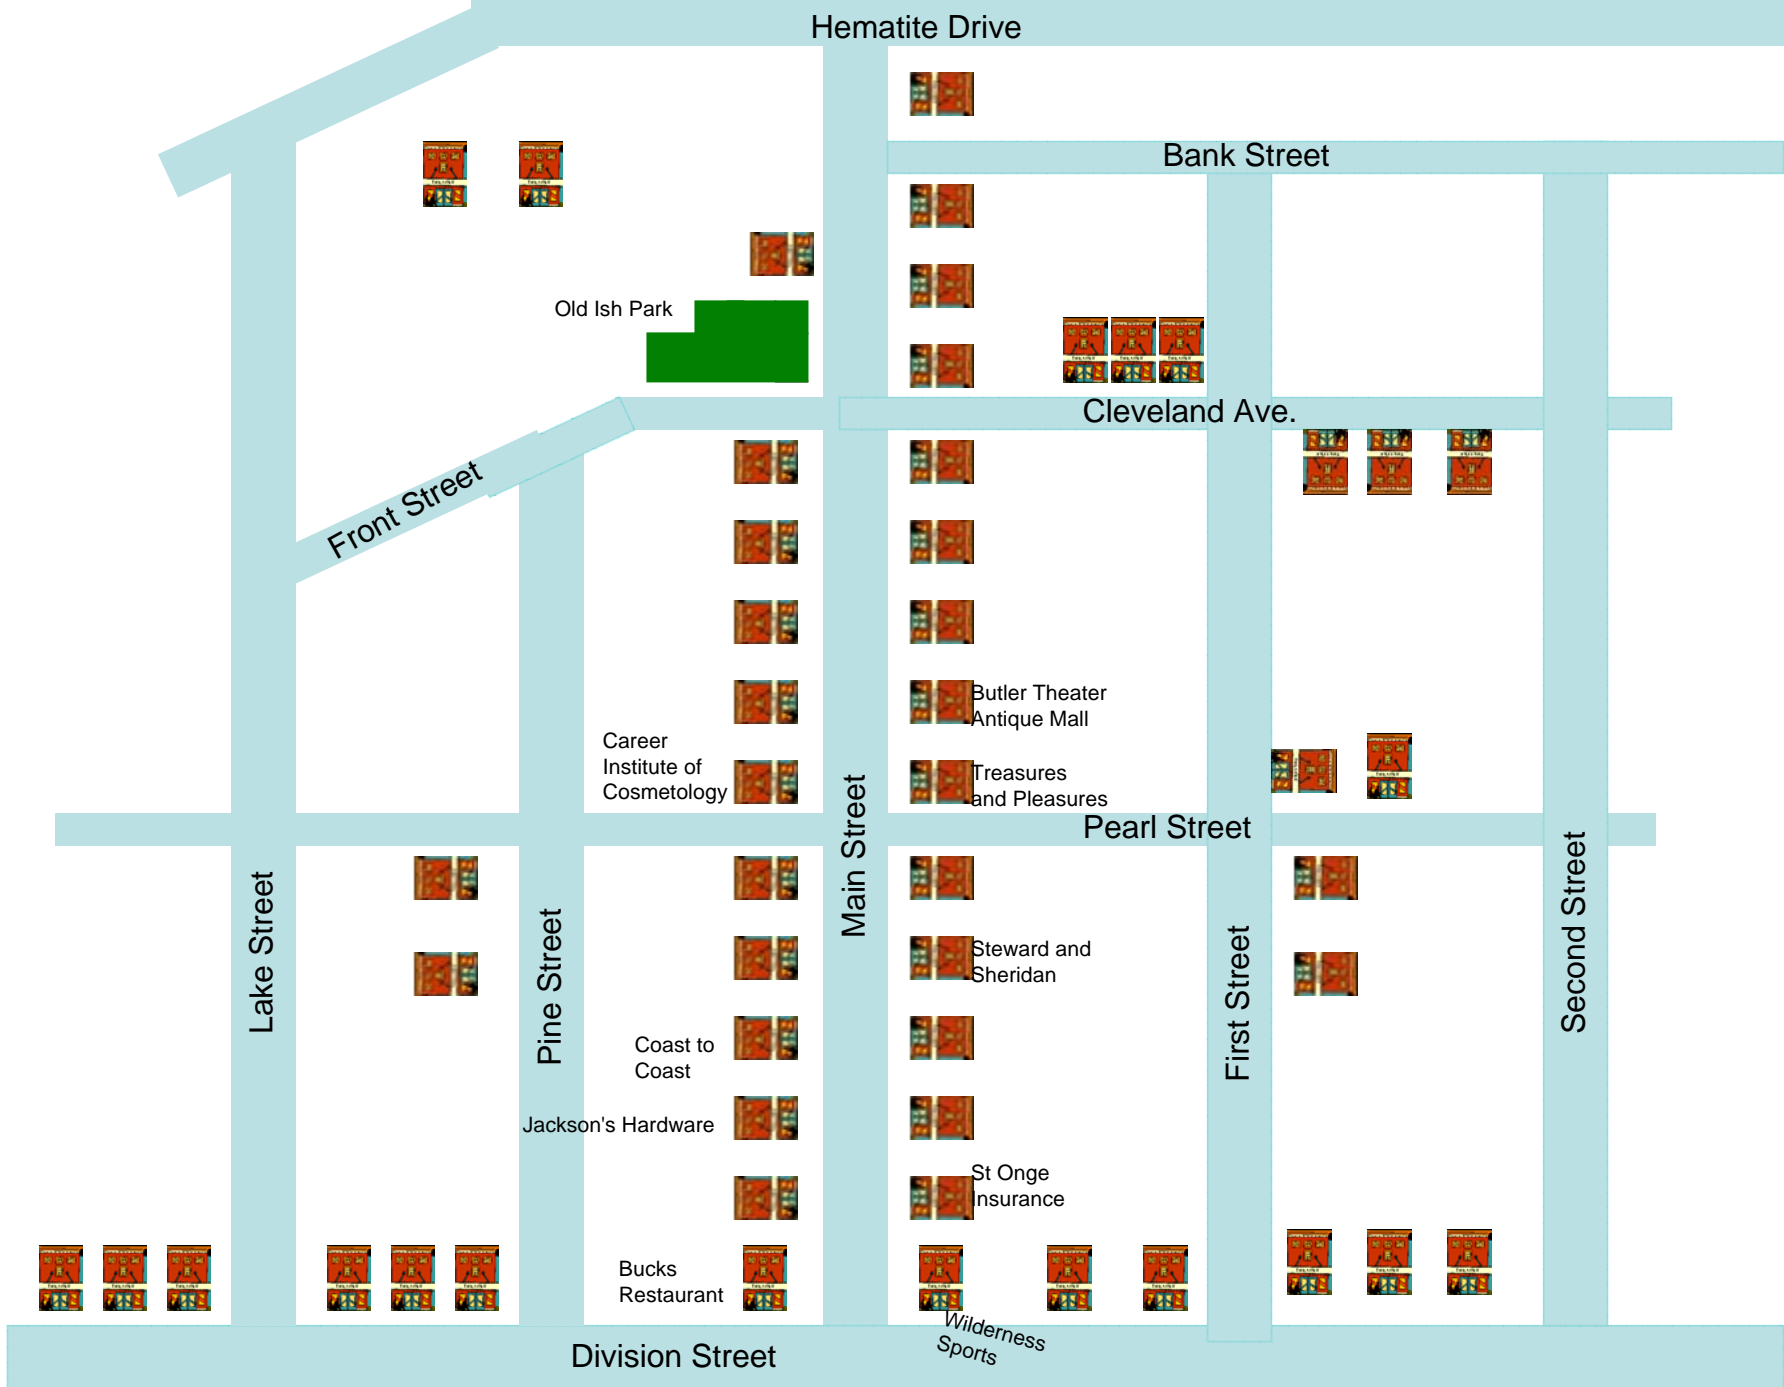 Hematite Drive
Bank Street
Old Ish Park
Cleveland Ave.
Front Street
Butler Theater
Antique Mall
Career
Institute of
Cosmetology
Treasures
and Pleasures
Main Street
Pearl Street
Lake Street
Pine Street
First Street
Second Street
Steward and
Sheridan
Coast to
Coast
Jackson's Hardware
St Onge
Insurance
Bucks
Restaurant
Wilderness
Sports
Division Street